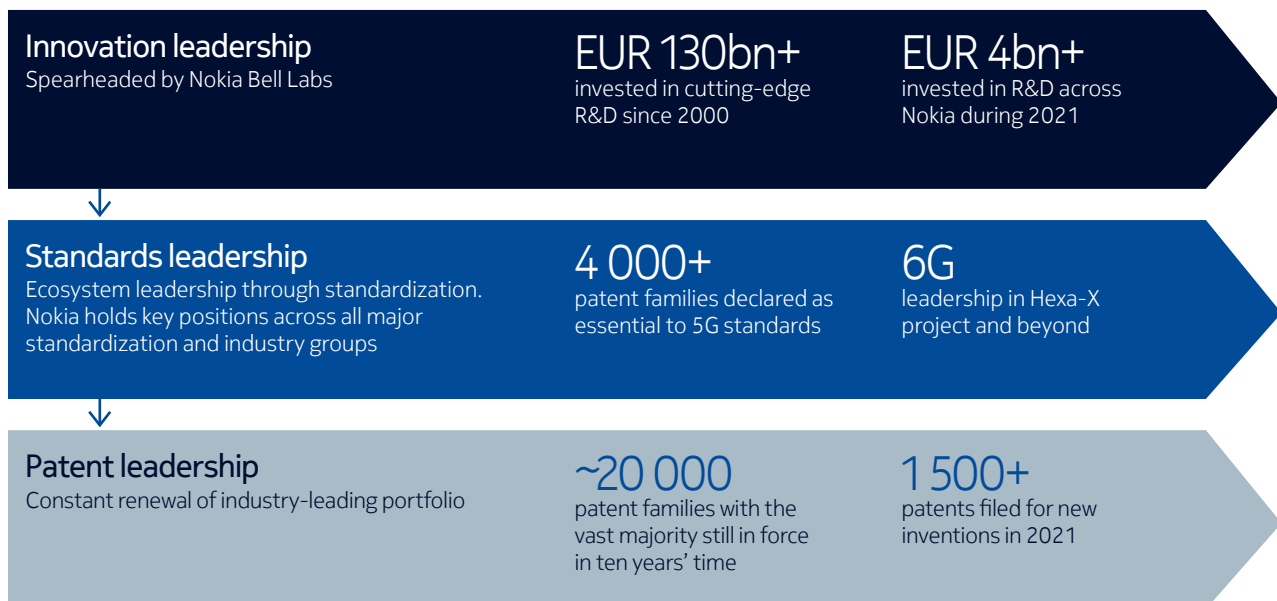 Innovation leadership
Spearheaded by Nokia Bell Labs
EUR 130bn+
invested in cutting-edge
R&D since 2000
EUR 4bn+
invested in R&D across
Nokia during 2021
Standards leadership
Ecosystem leadership through standardization.
Nokia holds key positions across all major
standardization and industry groups
4 000+
patent families declared as
essential to 5G standards
6G
leadership in Hexa-X
project and beyond
Patent leadership
Constant renewal of industry-leading portfolio
~20 000
patent families with the
vast majority still in force
in ten years’ time
1 500+
patents filed for new
inventions in 2021